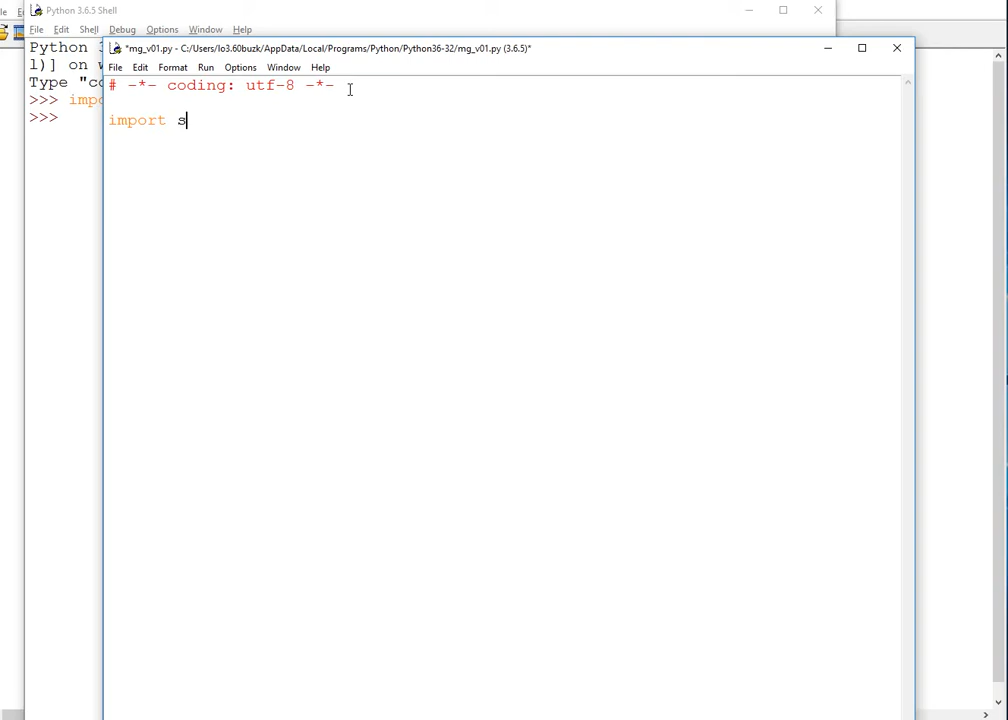 Python 3.6.5 Shell
File Edit Shell Debug Options Window Help
Python 3
l)] on w
Type "co
>>> impo
>>>
*mg_v01.py - C:/Users/lo3.60buzk/AppData/Local/Programs/Python/Python36-32/mg_v01.py (3.6.5)*
File Edit Format Run Options Window Help
# -*- coding: utf-8 -*-
import s